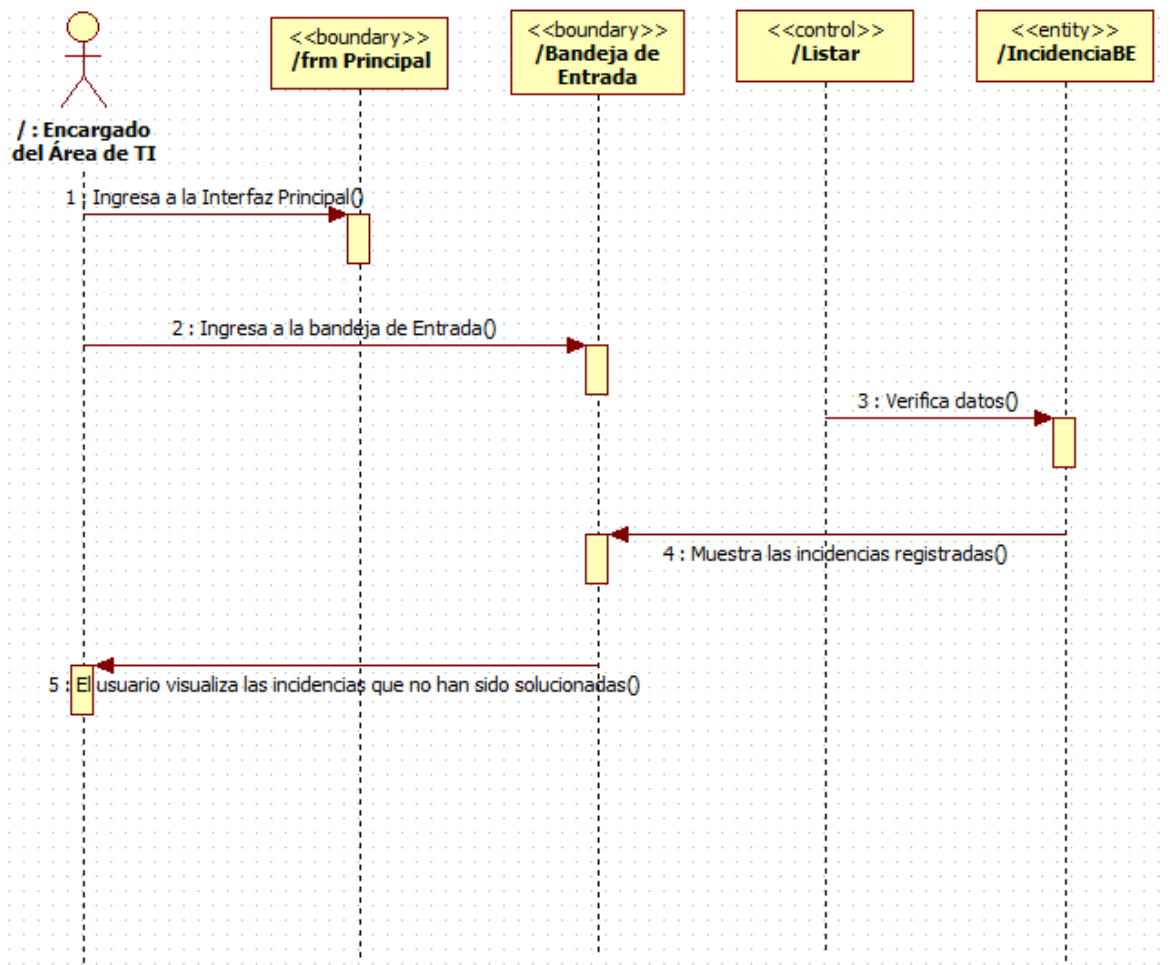 <<boundary>>
/frm Principal
<<boundary>>
/Bandeja de
Entrada
<<control>>
/Listar
<<entity>>
/IncidenciaBE
/ : Encargado
del Área de TI
1 : Ingresa a la Interfaz Principal()
2 : Ingresa a la bandeja de Entrada()
3 : Verifica datos()
4 : Muestra las incidencias registradas()
5 : El usuario visualiza las incidencias que no han sido solucionadas()